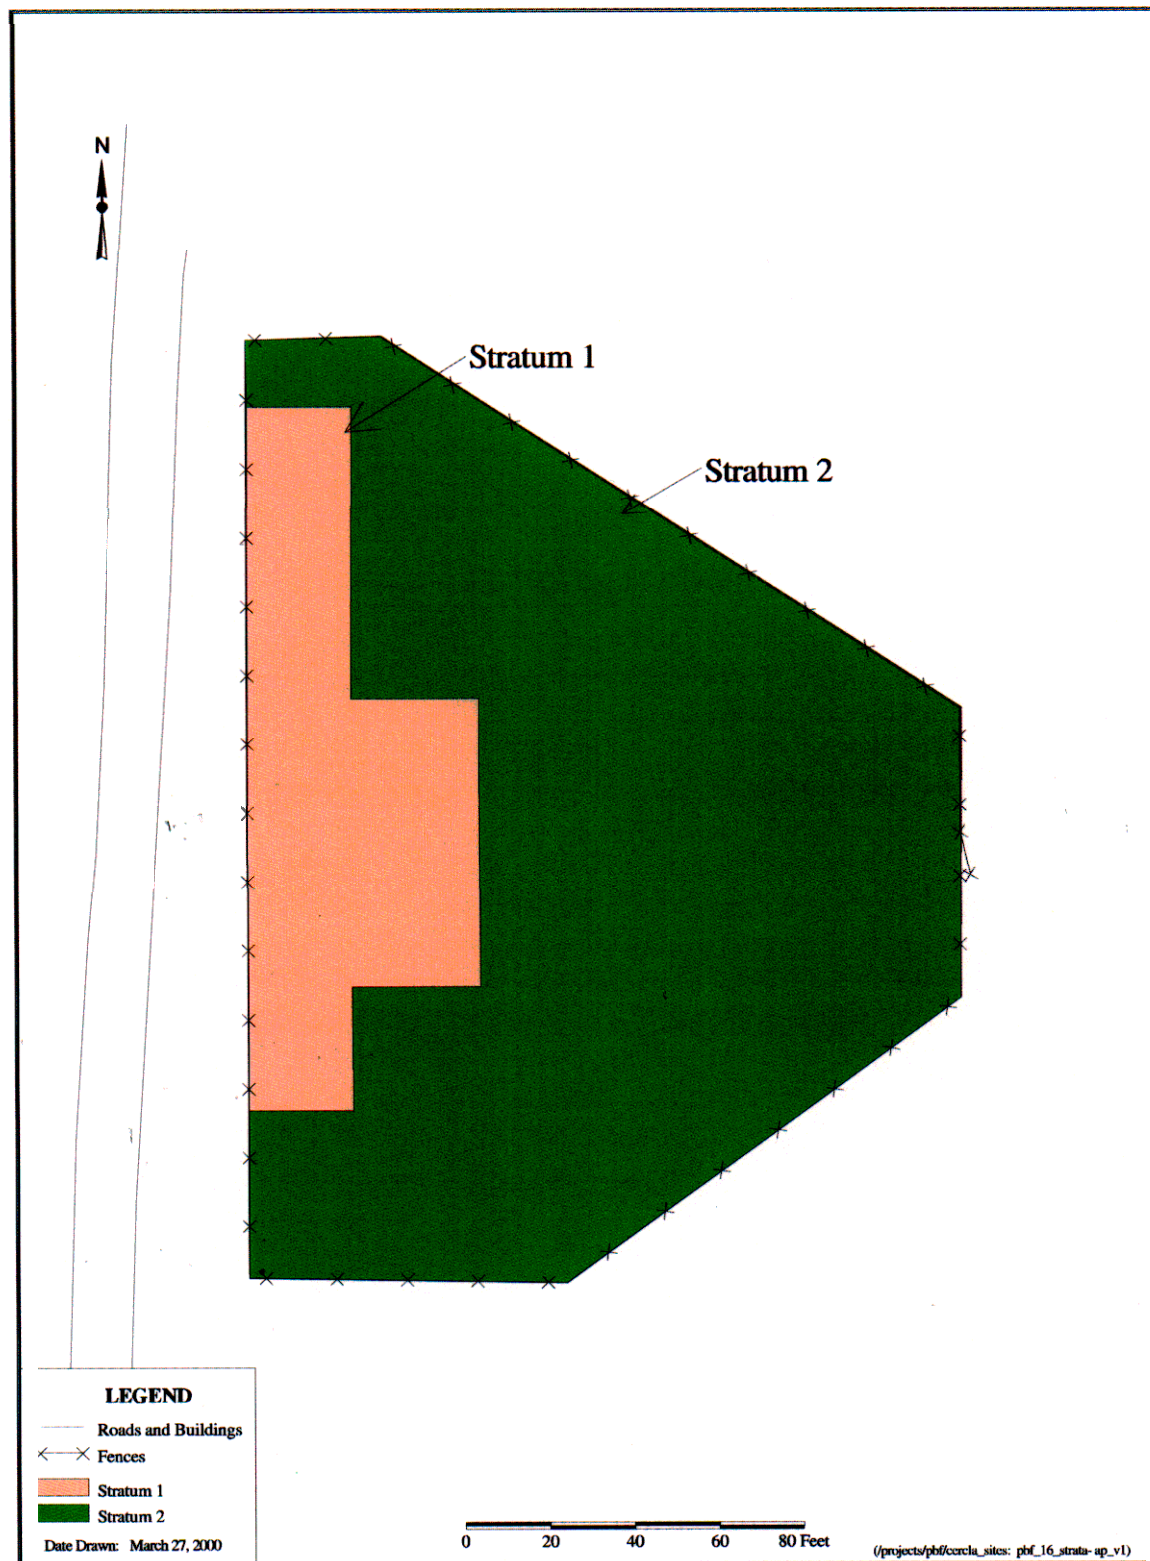 N
Stratum 1
Stratum 2
LEGEND
Roads and Buildings
Fences
Stratum 1
Stratum 2
Date Drawn: March 27, 2000
0 20 40 60 80 Feet
(/projects/pbf/cercla_sites: pbf_16_strata-ap_v1)